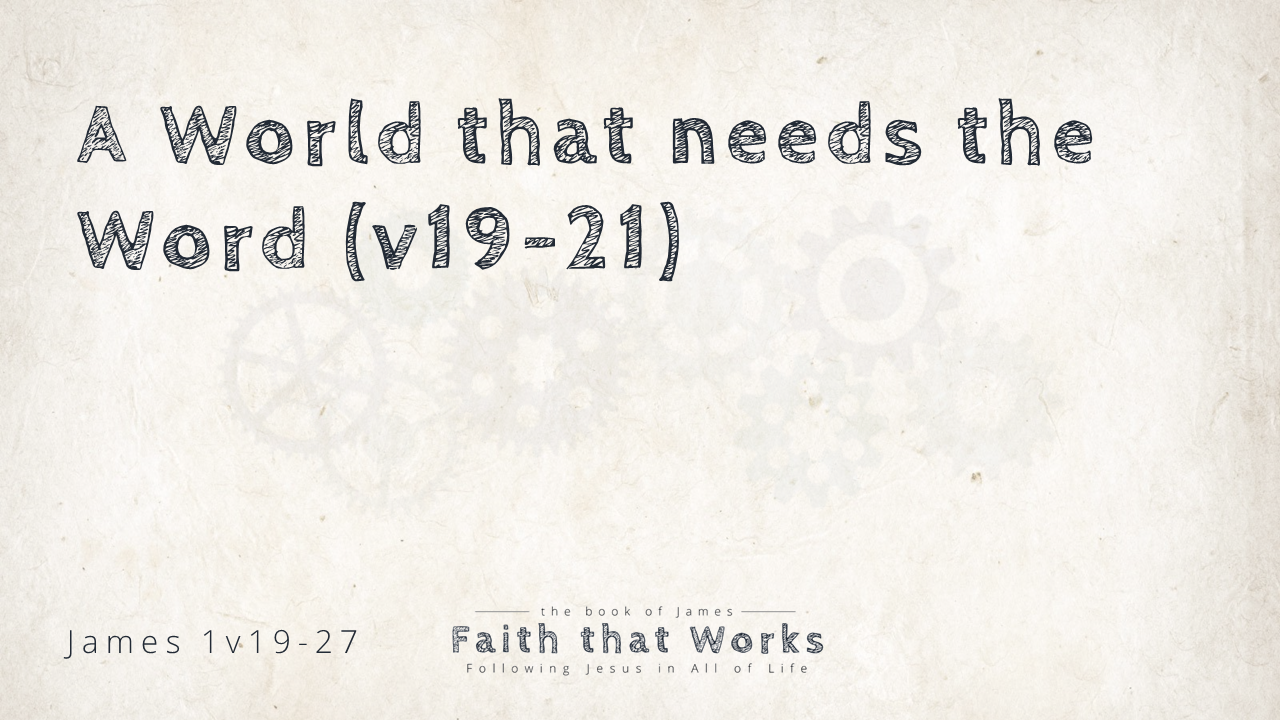 A World that needs the
Word (v19-21)
James 1v19-27
the book of James
Faith that Works
Following Jesus in All of Life